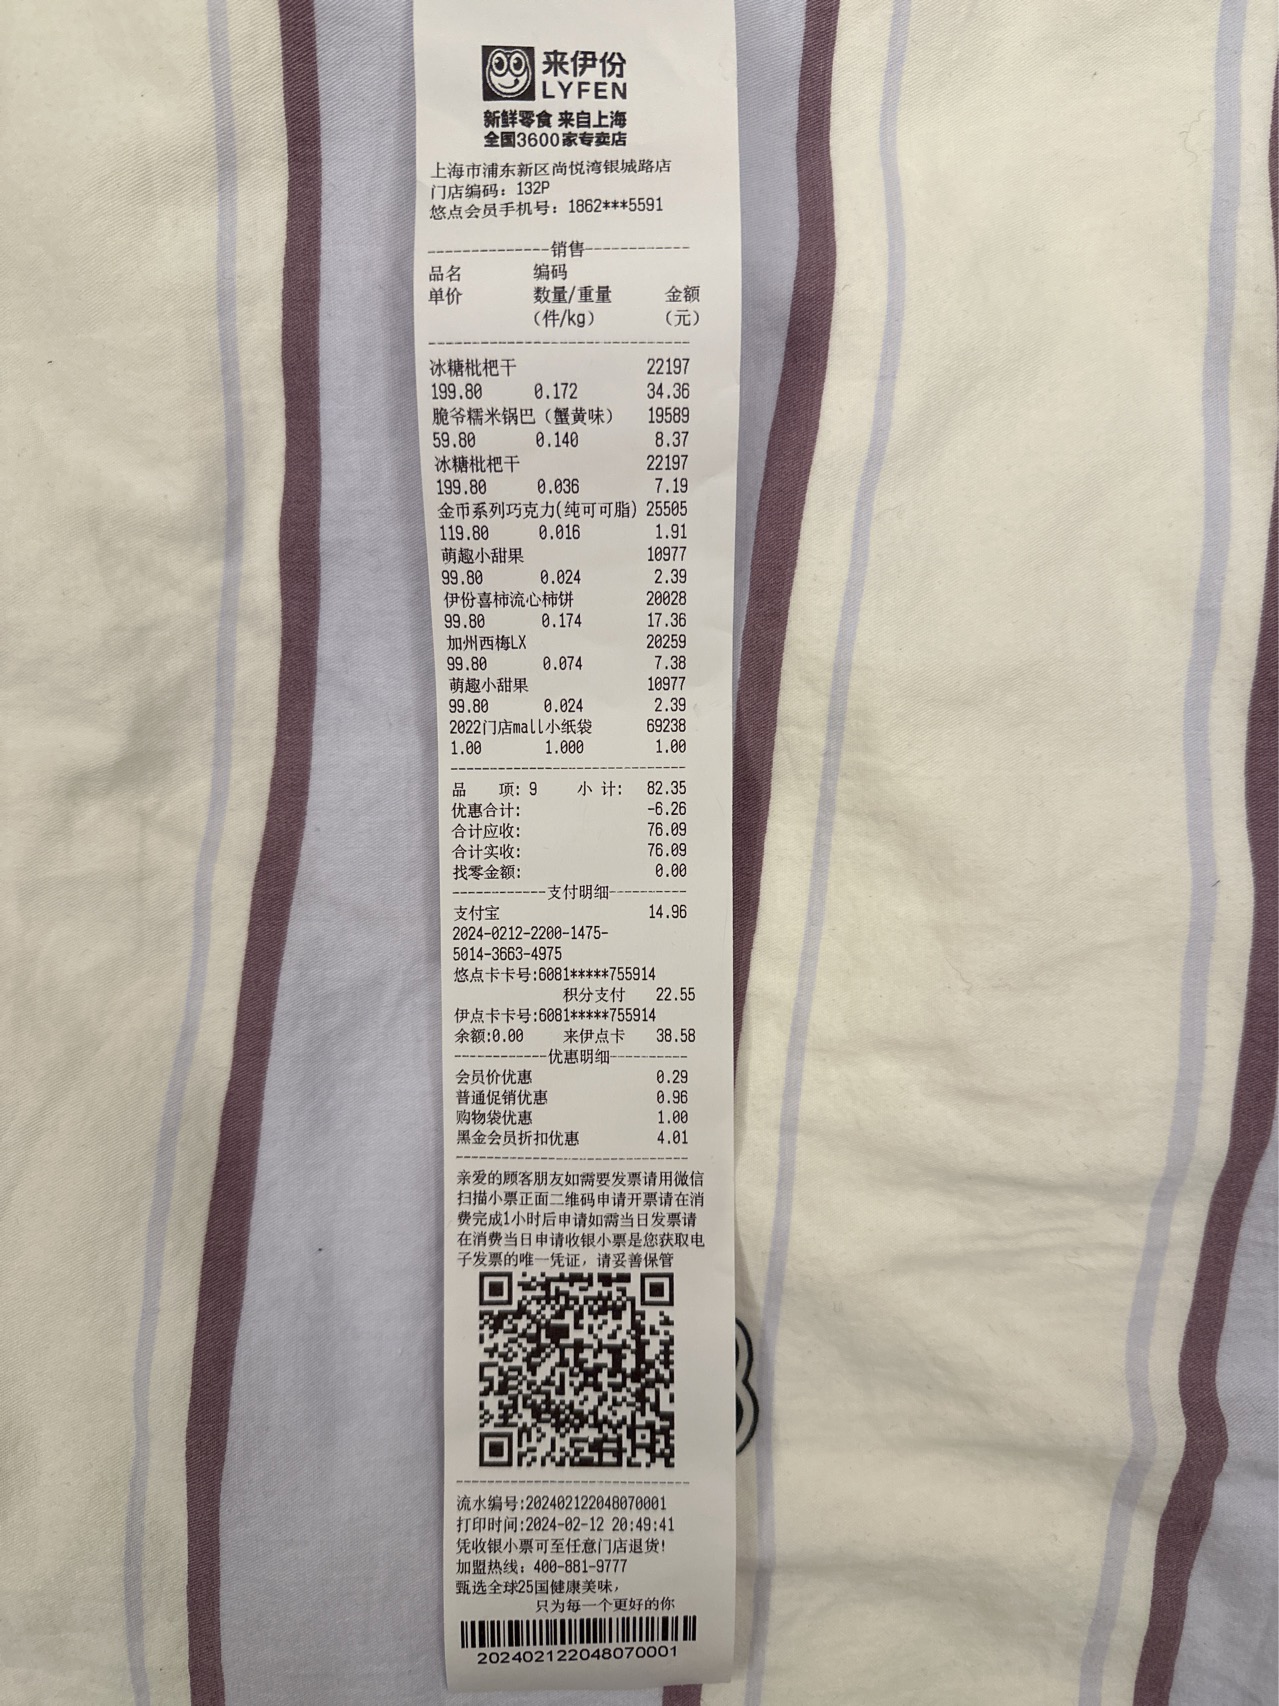 来伊份
LYFEN
新鲜零食 来自上海
全国3600家专卖店
上海市浦东新区尚悦湾银城路店
门店编码：132P
悠点会员手机号：1862***5591
--------------销售------------
品名 编码
单价 数量/重量 金额
（件/kg） （元）
------------------------------
冰糖枇杷干 22197
199.80 0.172 34.36
脆爷糯米锅巴（蟹黄味） 19589
59.80 0.140 8.37
冰糖枇杷干 22197
199.80 0.036 7.19
金币系列巧克力(纯可可脂) 25505
119.80 0.016 1.91
萌趣小甜果 10977
99.80 0.024 2.39
伊份喜柿流心柿饼 20028
99.80 0.174 17.36
加州西梅LX 20259
99.80 0.074 7.38
萌趣小甜果 10977
99.80 0.024 2.39
2022门店mall小纸袋 69238
1.00 1.000 1.00
------------------------------
品 项: 9 小 计: 82.35
优惠合计: -6.26
合计应收: 76.09
合计实收: 76.09
找零金额: 0.00
------------支付明细----------
支付宝 14.96
2024-0212-2200-1475-
5014-3663-4975
悠点卡卡号:6081*****755914
积分支付 22.55
伊点卡卡号:6081*****755914
余额:0.00 来伊点卡 38.58
------------优惠明细----------
会员价优惠 0.29
普通促销优惠 0.96
购物袋优惠 1.00
黑金会员折扣优惠 4.01
------------------------------
亲爱的顾客朋友如需要发票请用微信
扫描小票正面二维码申请开票请在消
费完成1小时后申请如需当日发票请
在消费当日申请收银小票是您获取电
子发票的唯一凭证，请妥善保管
------------------------------
流水编号:202402122048070001
打印时间:2024-02-12 20:49:41
凭收银小票可至任意门店退货!
加盟热线：400-881-9777
甄选全球25国健康美味，
只为每一个更好的你
202402122048070001